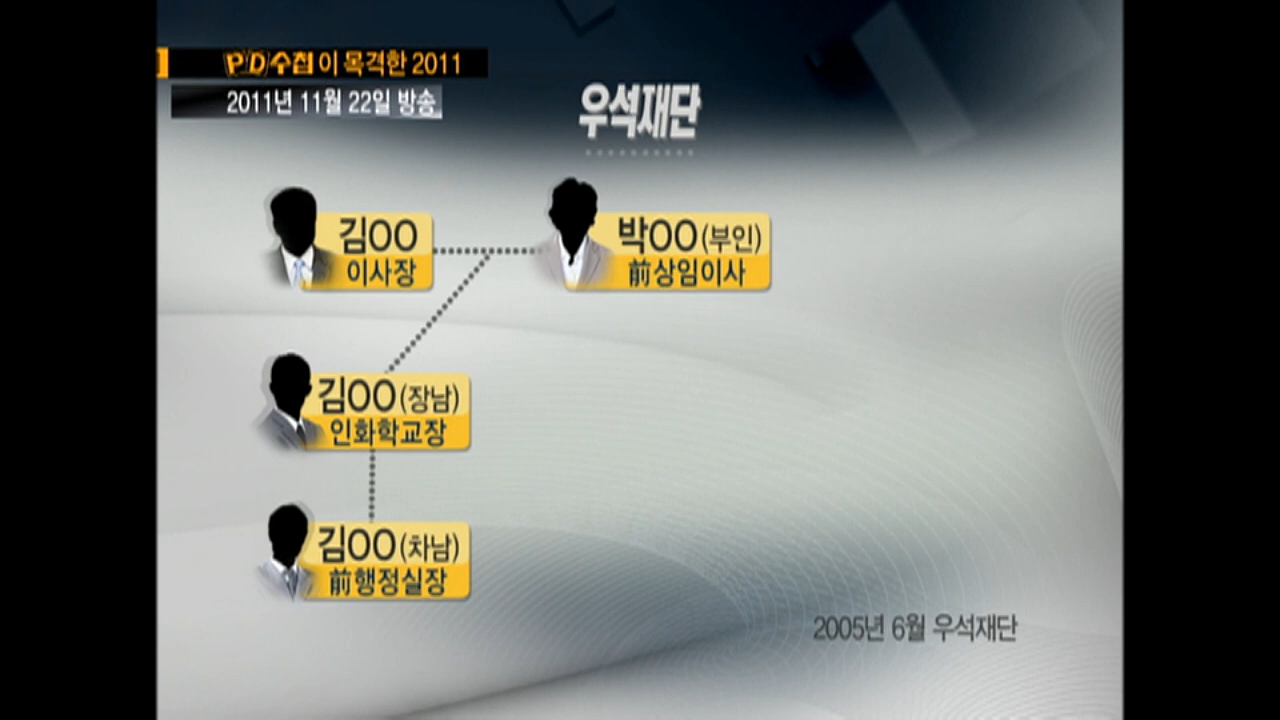 PD수첩이 목격한 2011
2011년 11월 22일 방송
우석재단
김OO
이사장
박OO(부인)
前상임이사
김OO(장남)
인화학교장
김OO(차남)
前행정실장
2005년 6월 우석재단